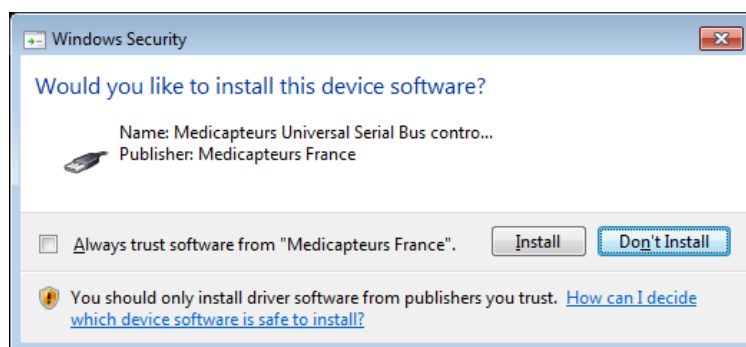 Windows Security
Would you like to install this device software?
Name: Medicapteurs Universal Serial Bus contro...
Publisher: Medicapteurs France
Always trust software from "Medicapteurs France".
Install
Don't Install
You should only install driver software from publishers you trust. How can I decide
which device software is safe to install?